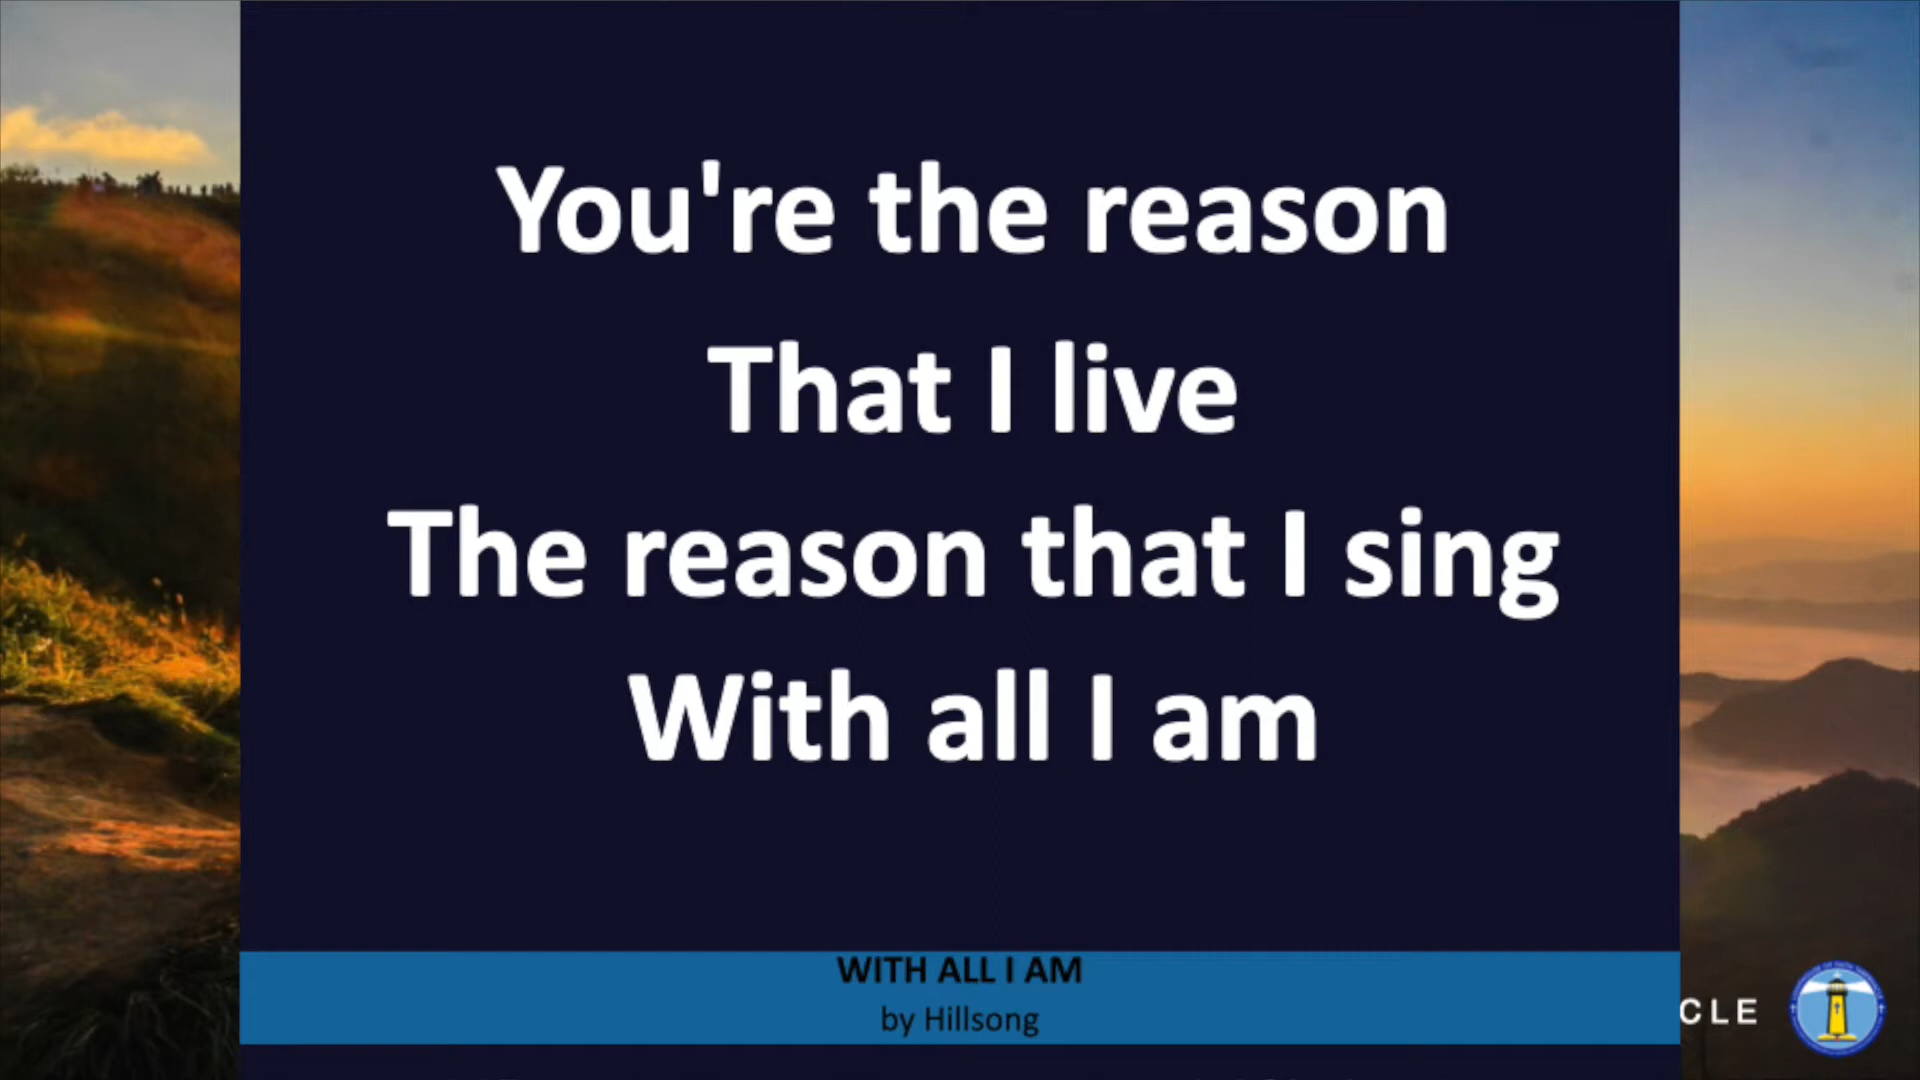 You're the reason
That I live
The reason that I sing
With all I am
WITH ALL I AM
by Hillsong
CLE